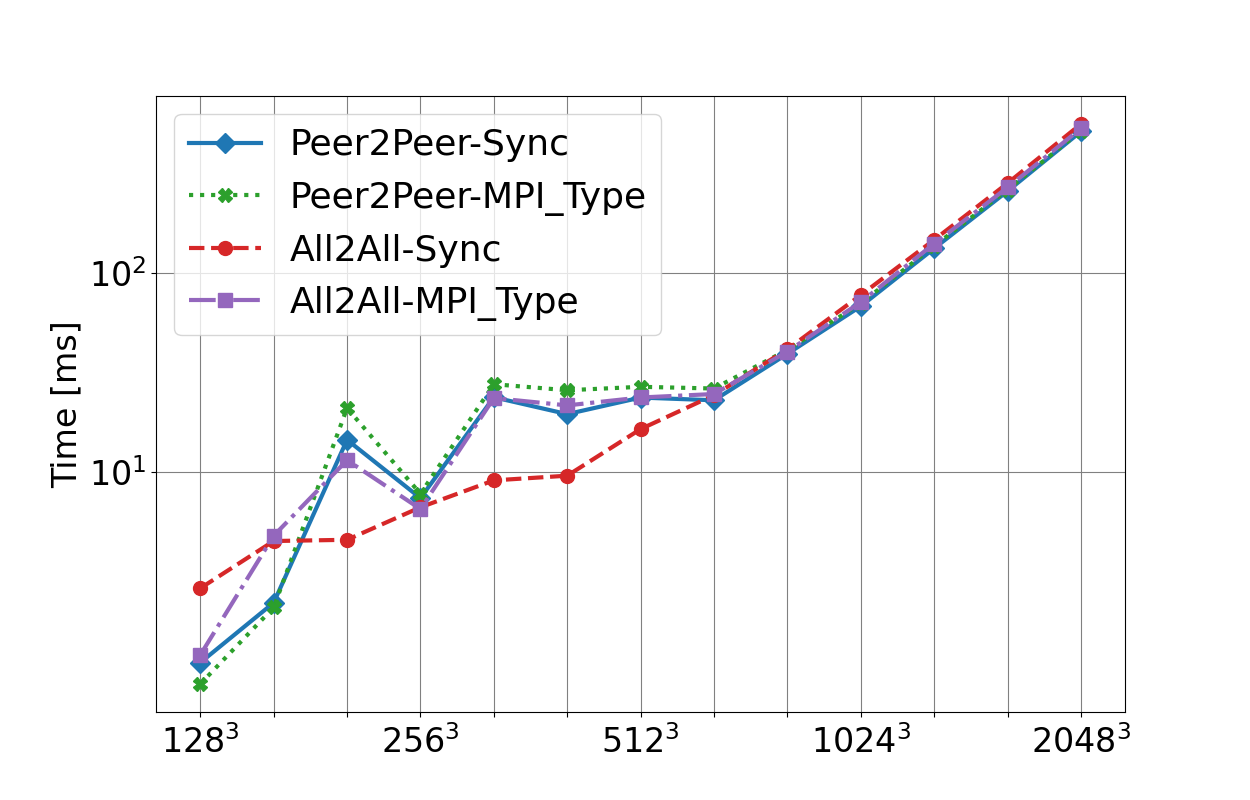 Peer2Peer-Sync
Peer2Peer-MPI_Type
All2All-Sync
All2All-MPI_Type
Time [ms]
10²
10¹
128³ 256³ 512³ 1024³ 2048³